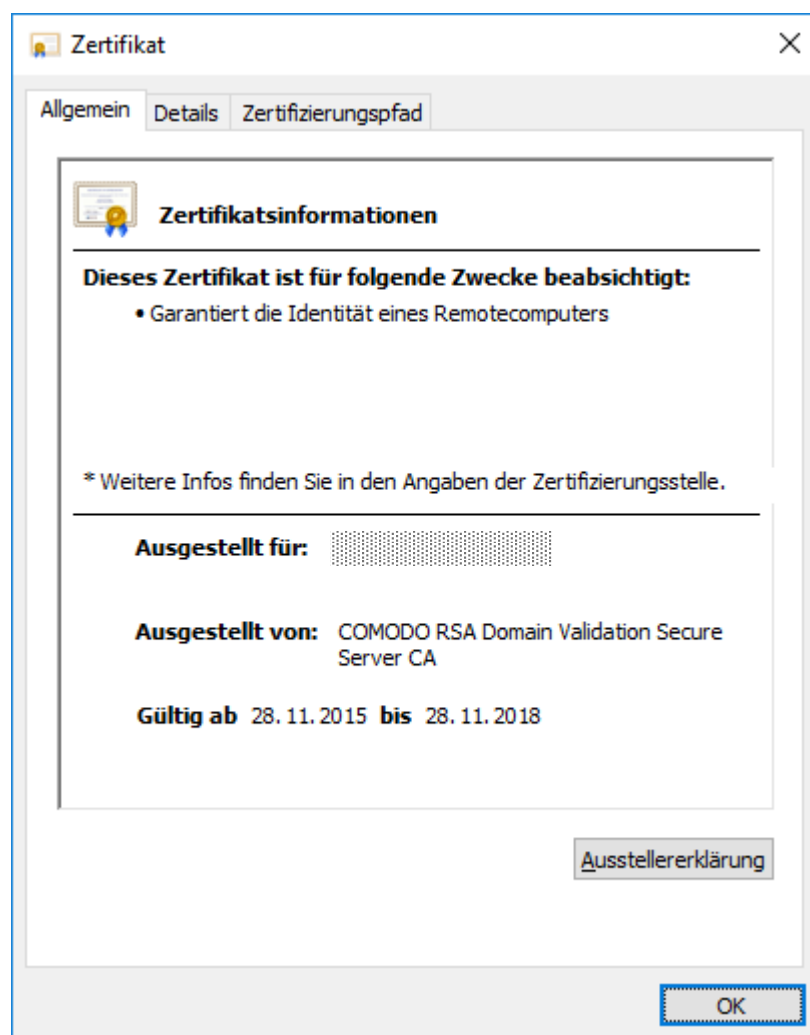 Zertifikat
Allgemein Details Zertifizierungspfad
Zertifikatsinformationen
Dieses Zertifikat ist für folgende Zwecke beabsichtigt:
• Garantiert die Identität eines Remotecomputers
* Weitere Infos finden Sie in den Angaben der Zertifizierungsstelle.
Ausgestellt für:
Ausgestellt von: COMODO RSA Domain Validation Secure
Server CA
Gültig ab 28.11.2015 bis 28.11.2018
Ausstellererklärung
OK